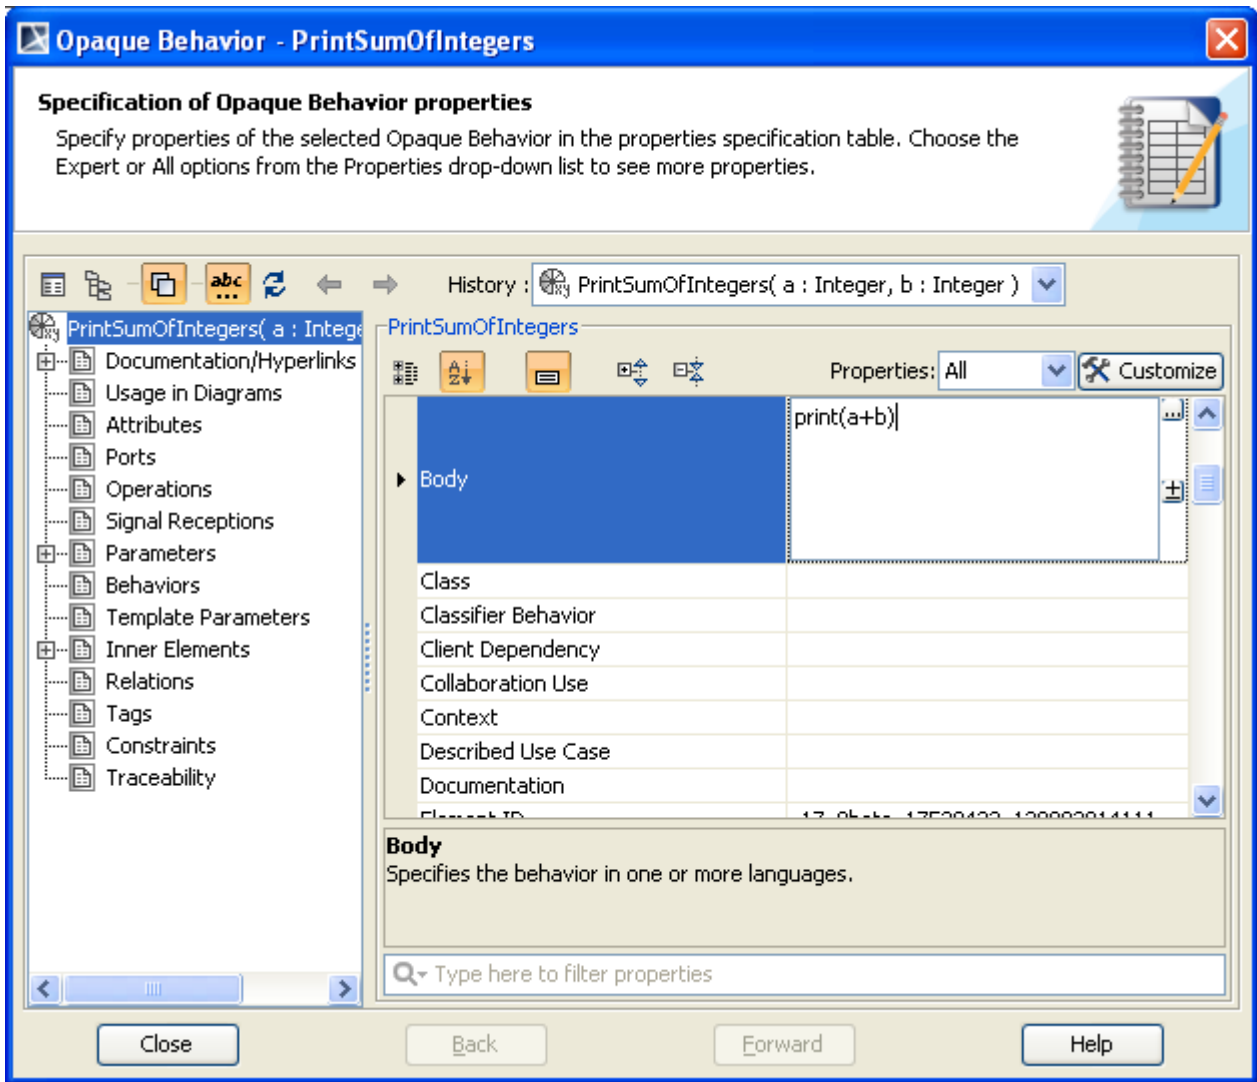 Opaque Behavior - PrintSumOfIntegers
Specification of Opaque Behavior properties
Specify properties of the selected Opaque Behavior in the properties specification table. Choose the
Expert or All options from the Properties drop-down list to see more properties.
History : PrintSumOfIntegers( a : Integer, b : Integer )
PrintSumOfIntegers( a : Intege
Documentation/Hyperlinks
Usage in Diagrams
Attributes
Ports
Operations
Signal Receptions
Parameters
Behaviors
Template Parameters
Inner Elements
Relations
Tags
Constraints
Traceability
PrintSumOfIntegers
Properties: All Customize
Body print(a+b)
Class
Classifier Behavior
Client Dependency
Collaboration Use
Context
Described Use Case
Documentation
Element ID
Body
Specifies the behavior in one or more languages.
Type here to filter properties
Close Back Forward Help